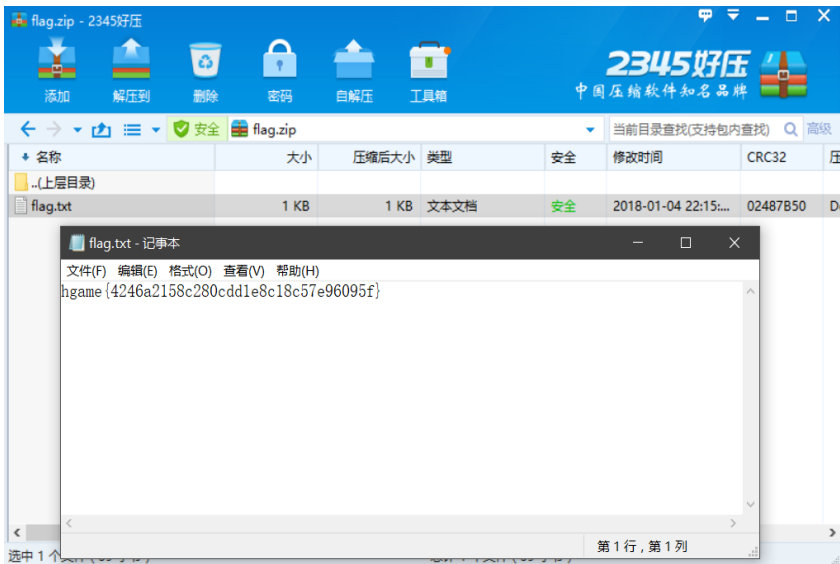 flag.zip - 2345好压
添加 解压到 删除 密码 自解压 工具箱
2345好压
中国压缩软件知名品牌
安全 flag.zip 当前目录查找(支持包内查找) 高级
名称 大小 压缩后大小 类型 安全 修改时间 CRC32 压
..(上层目录)
flag.txt 1 KB 1 KB 文本文档 安全 2018-01-04 22:15:... 02487B50 D
flag.txt - 记事本
文件(F) 编辑(E) 格式(O) 查看(V) 帮助(H)
hgame{4246a2158c280cdd1e8c18c57e96095f}
第 1 行 , 第 1 列
选中 1 个